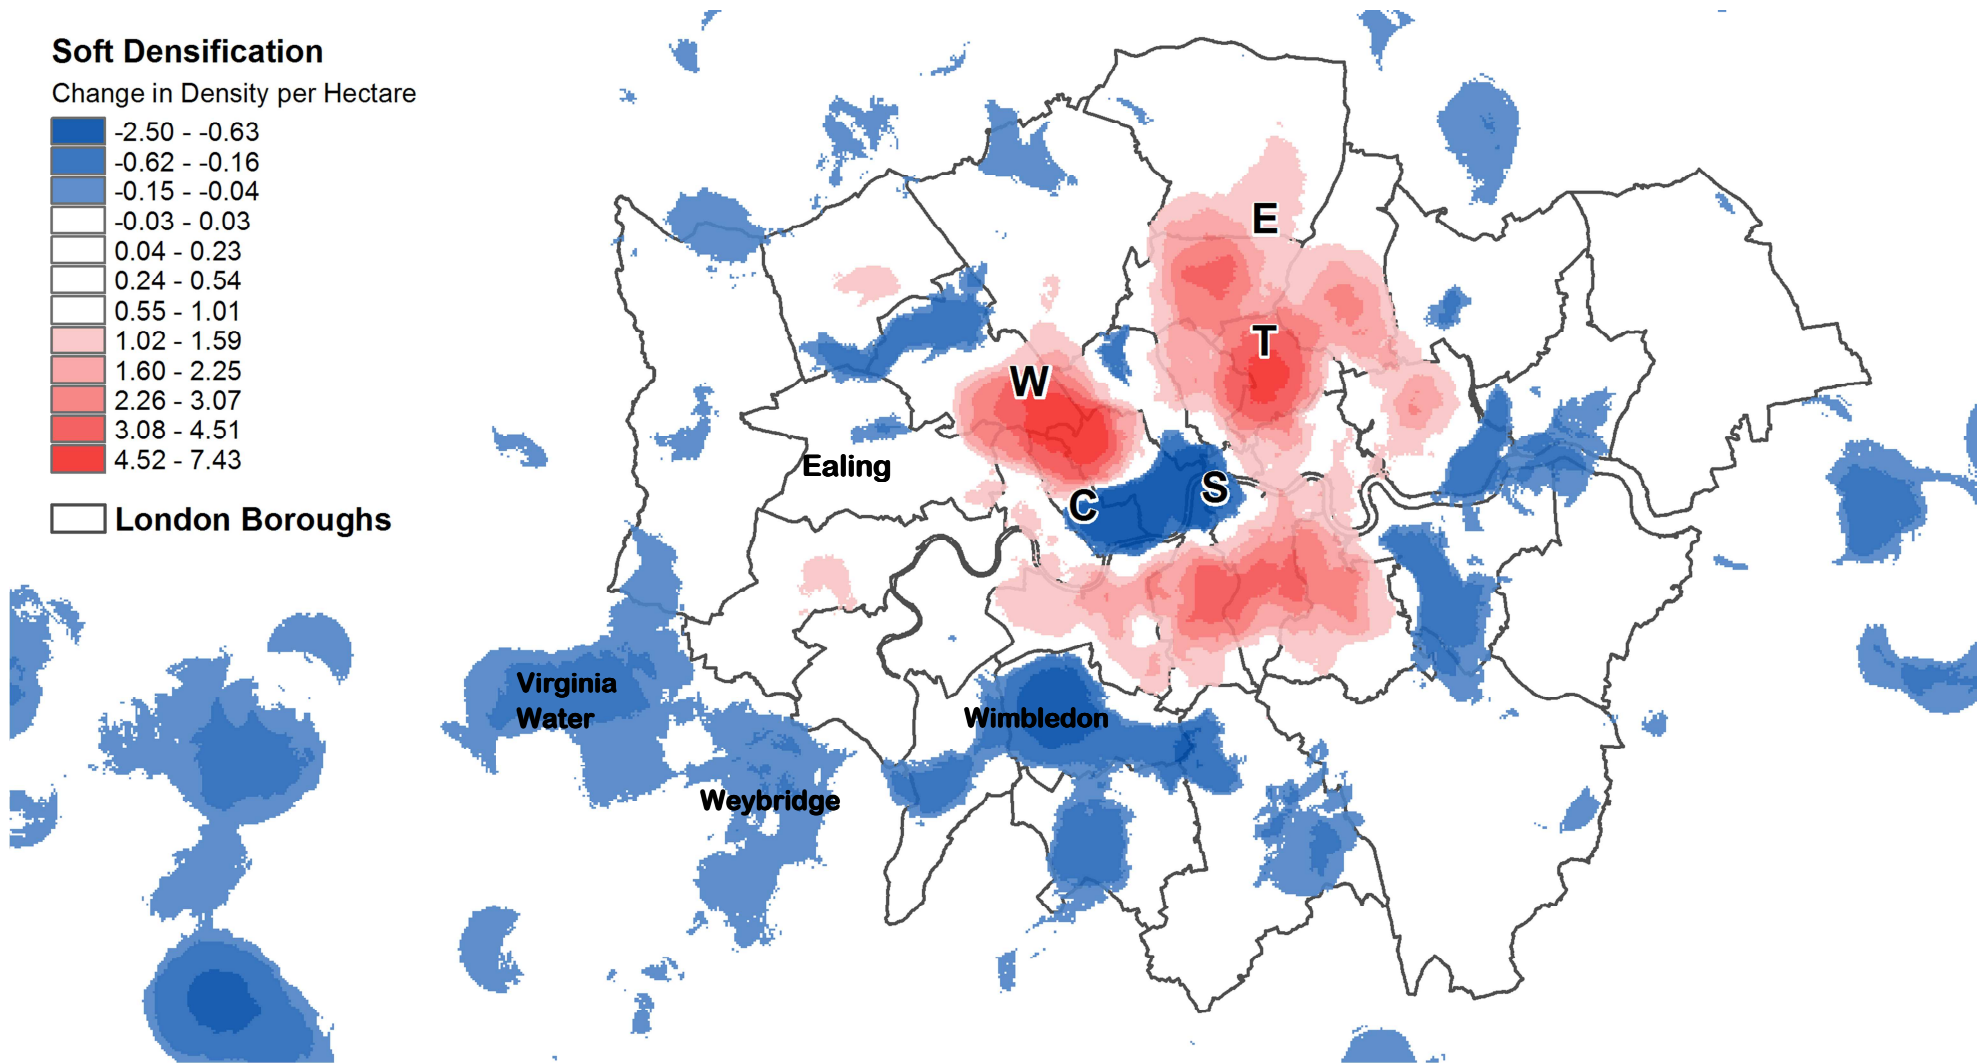 Soft Densification
Change in Density per Hectare
-2.50 - -0.63
-0.62 - -0.16
-0.15 - -0.04
-0.03 - 0.03
0.04 - 0.23
0.24 - 0.54
0.55 - 1.01
1.02 - 1.59
1.60 - 2.25
2.26 - 3.07
3.08 - 4.51
4.52 - 7.43
London Boroughs
E
T
W
Ealing
C
S
Virginia
Water
Wimbledon
Weybridge